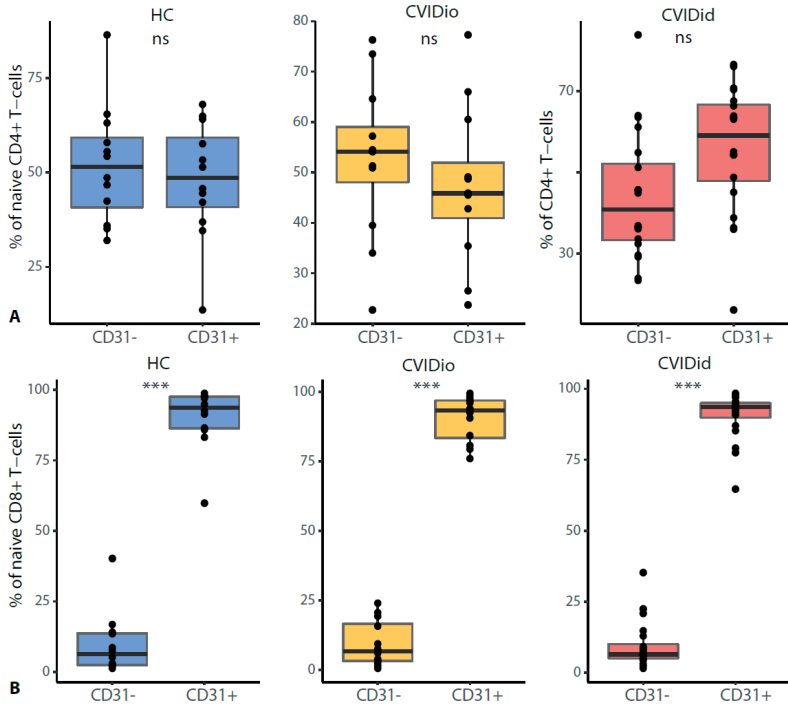 HC CVIDio CVIDid
ns ns ns
% of naive CD4+ T−cells
75
50
25
80
70
60
50
40
30
20
% of CD4+ T−cells
70
30
A
CD31- CD31+ CD31- CD31+ CD31- CD31+
HC CVIDio CVIDid
*** *** ***
% of naive CD8+ T−cells
100
75
50
25
0
100
75
50
25
0
100
75
50
25
0
B
CD31- CD31+ CD31- CD31+ CD31- CD31+